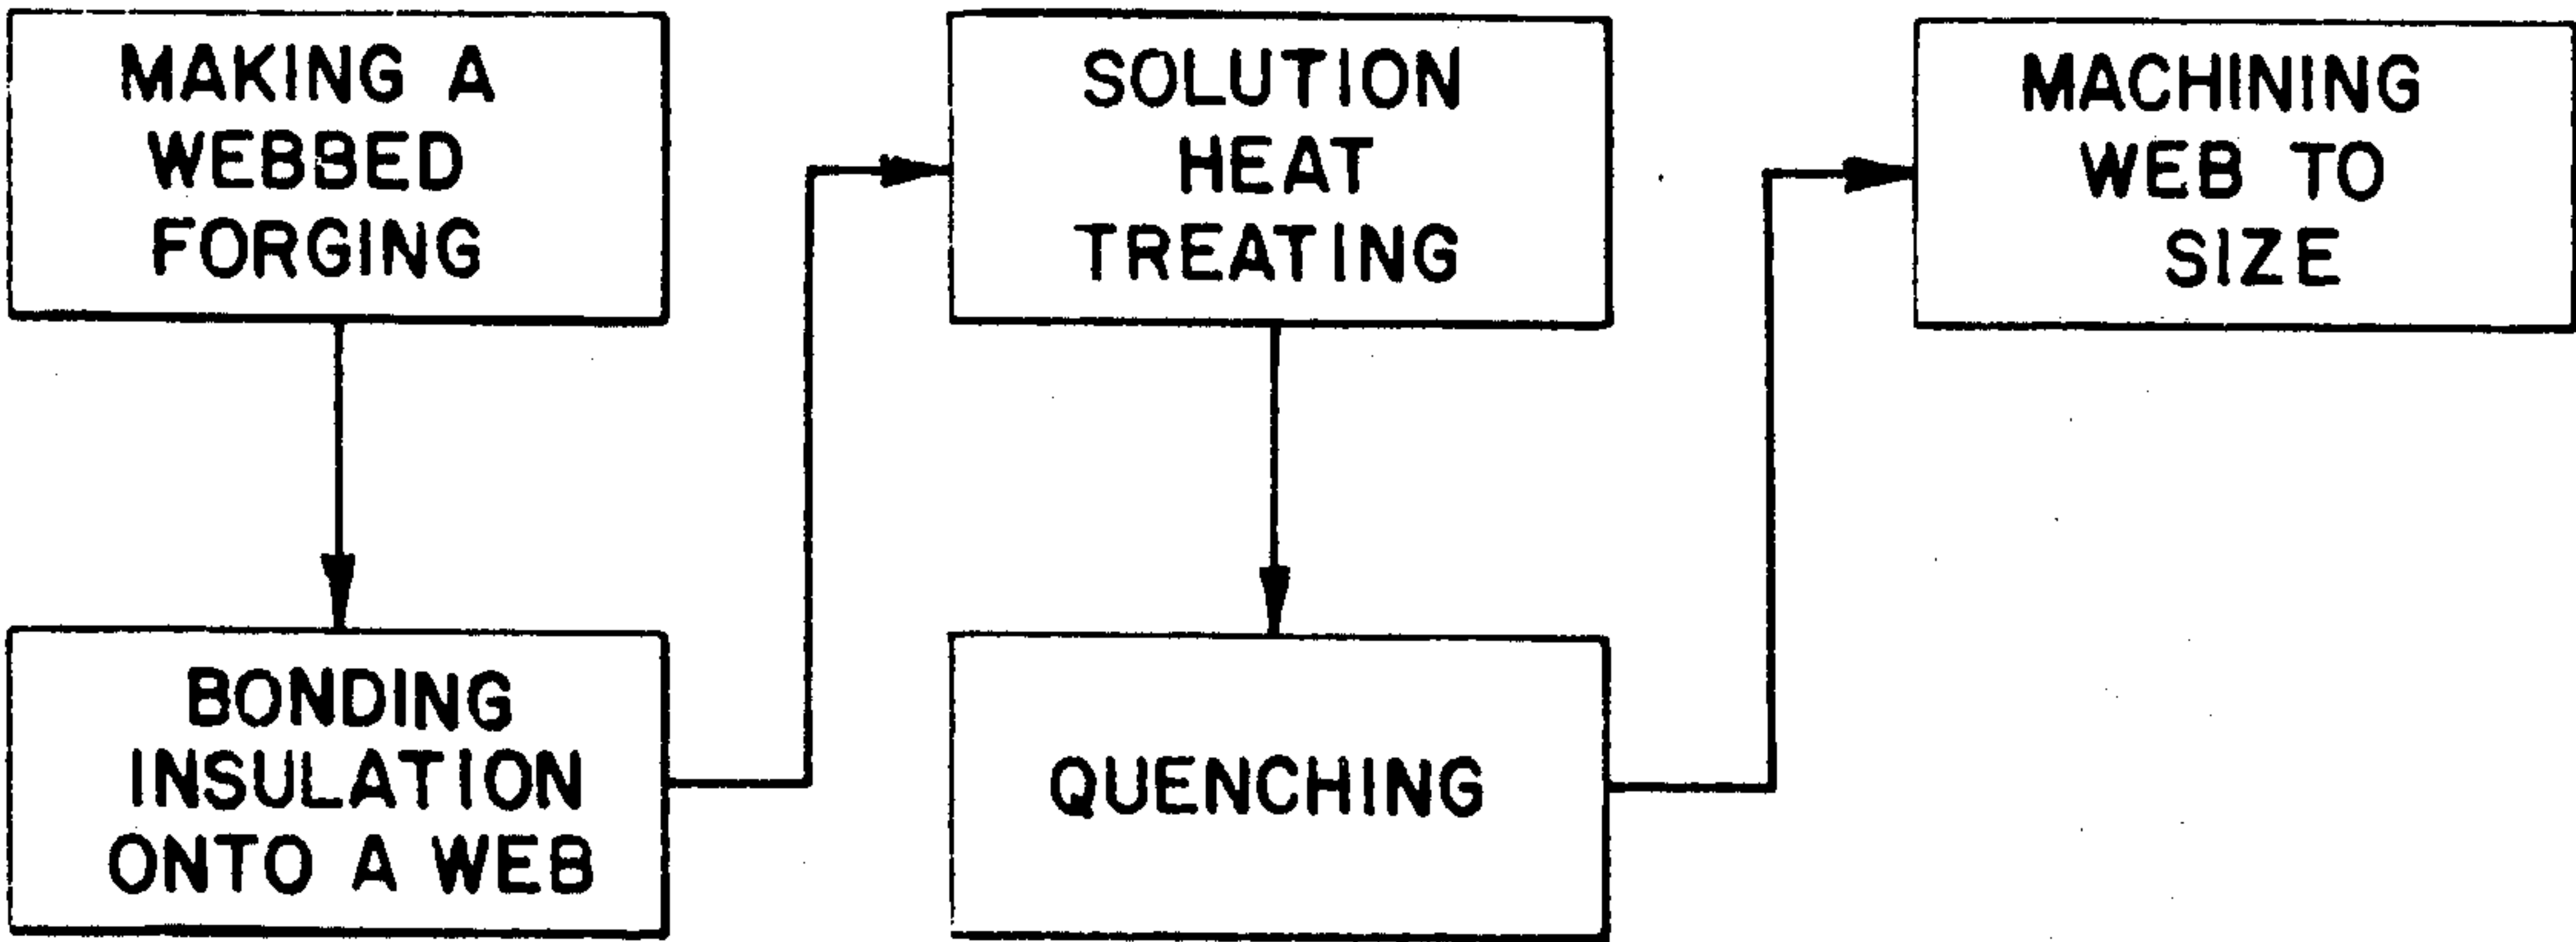 MAKING A
WEBBED
FORGING
BONDING
INSULATION
ONTO A WEB
SOLUTION
HEAT
TREATING
QUENCHING
MACHINING
WEB TO
SIZE